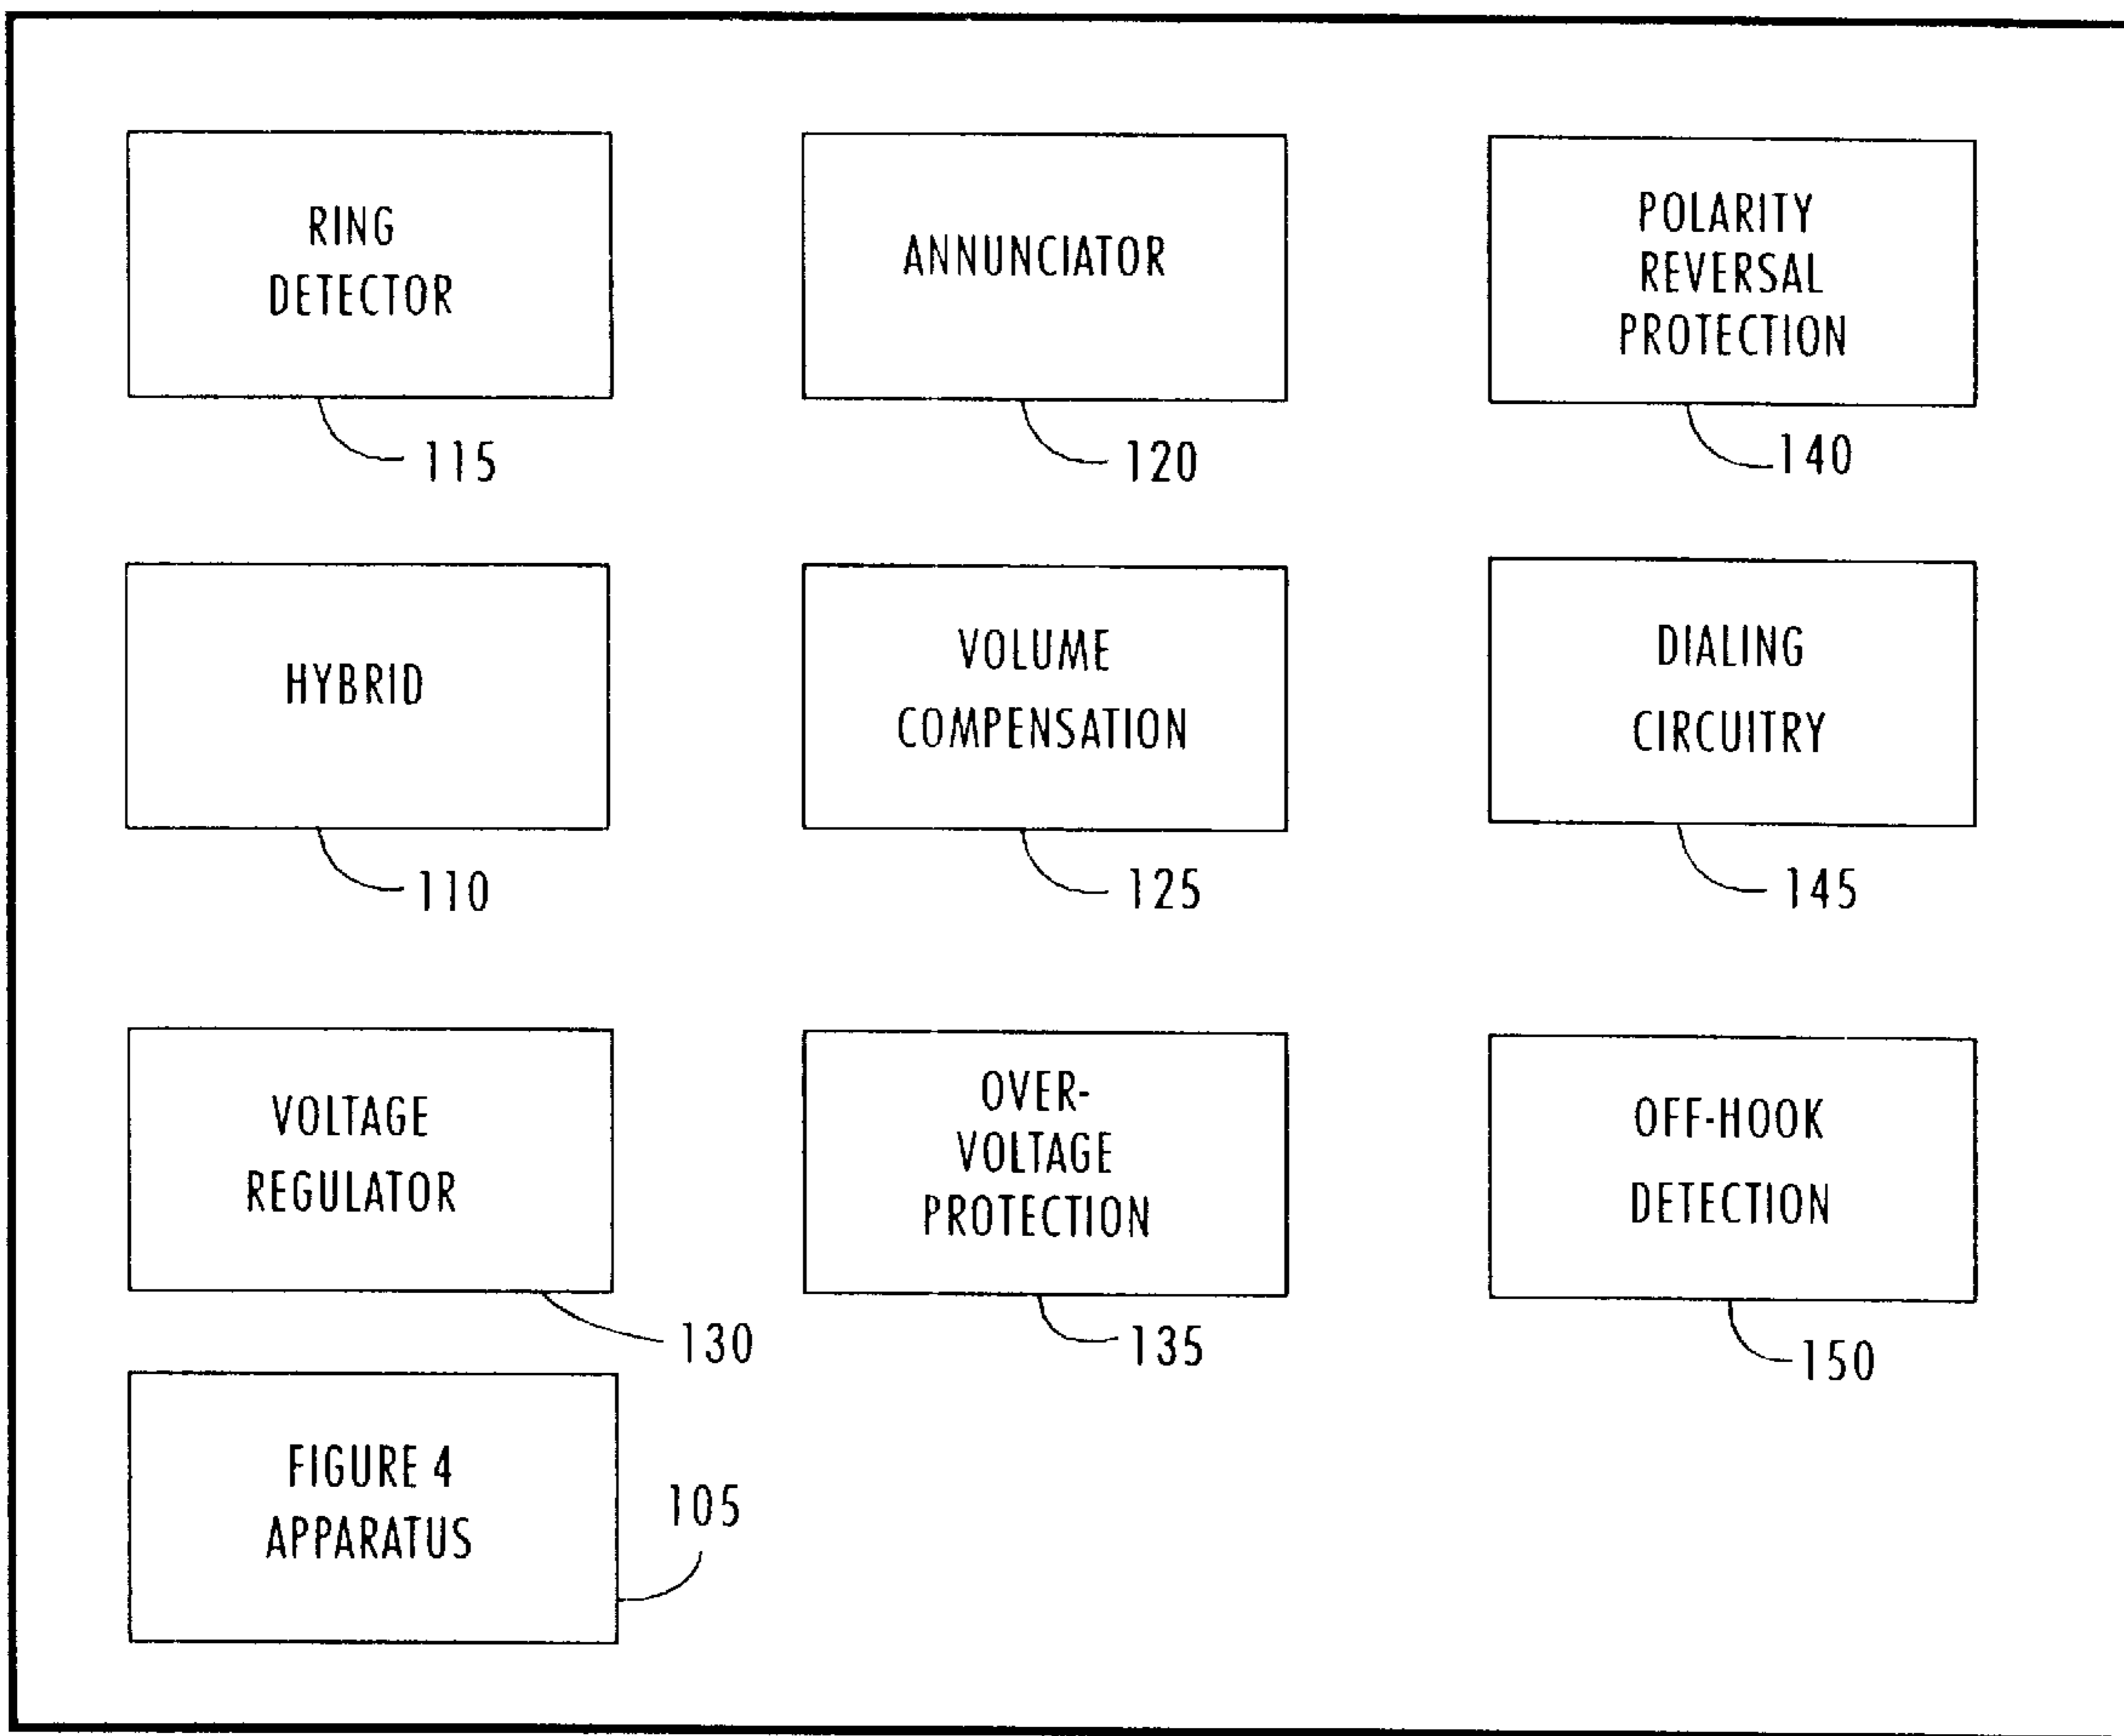 RING
DETECTOR
115
ANNUNCIATOR
120
POLARITY
REVERSAL
PROTECTION
140
HYBRID
110
VOLUME
COMPENSATION
125
DIALING
CIRCUITRY
145
VOLTAGE
REGULATOR
130
OVER-
VOLTAGE
PROTECTION
135
OFF-HOOK
DETECTION
150
FIGURE 4
APPARATUS
105